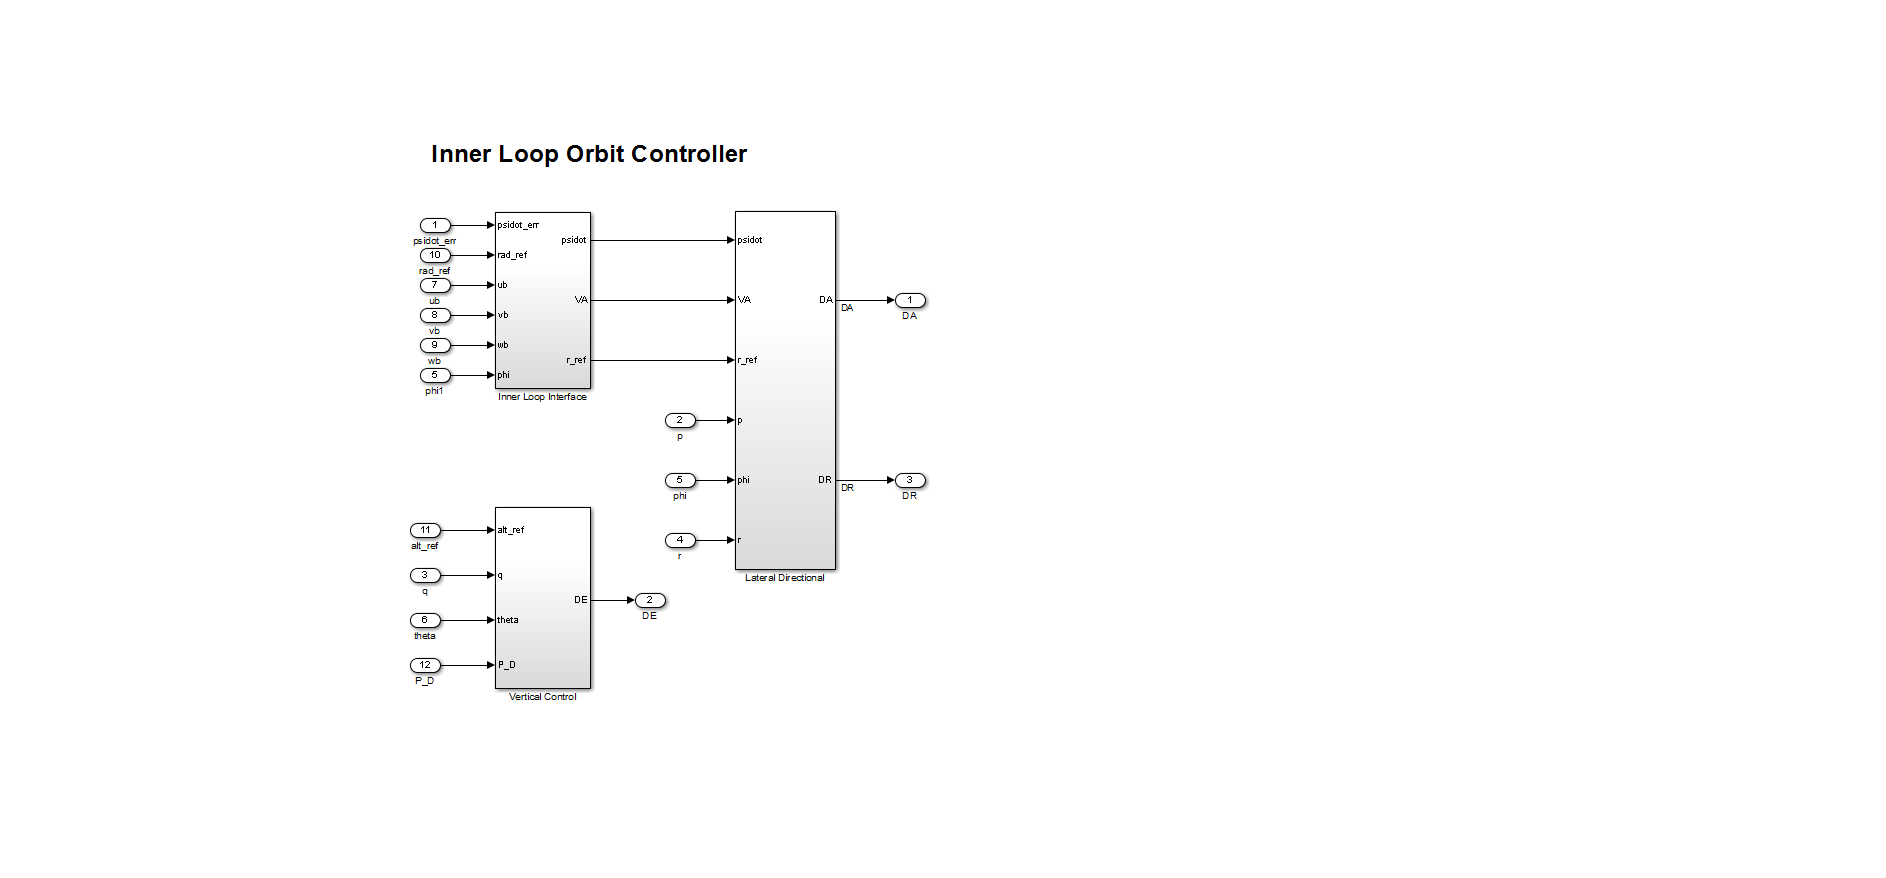 Inner Loop Orbit Controller
1
psidot_err
10
rad_ref
7
ub
8
vb
9
wb
5
phi1
psidot_err
rad_ref
ub
vb
wb
phi
psidot
VA
r_ref
Inner Loop Interface
2
p
5
phi
4
r
psidot
VA
r_ref
p
phi
r
DA
DR
Lateral Directional
DA
1
DA
DR
3
DR
11
alt_ref
3
q
6
theta
12
P_D
alt_ref
q
theta
P_D
DE
Vertical Control
2
DE